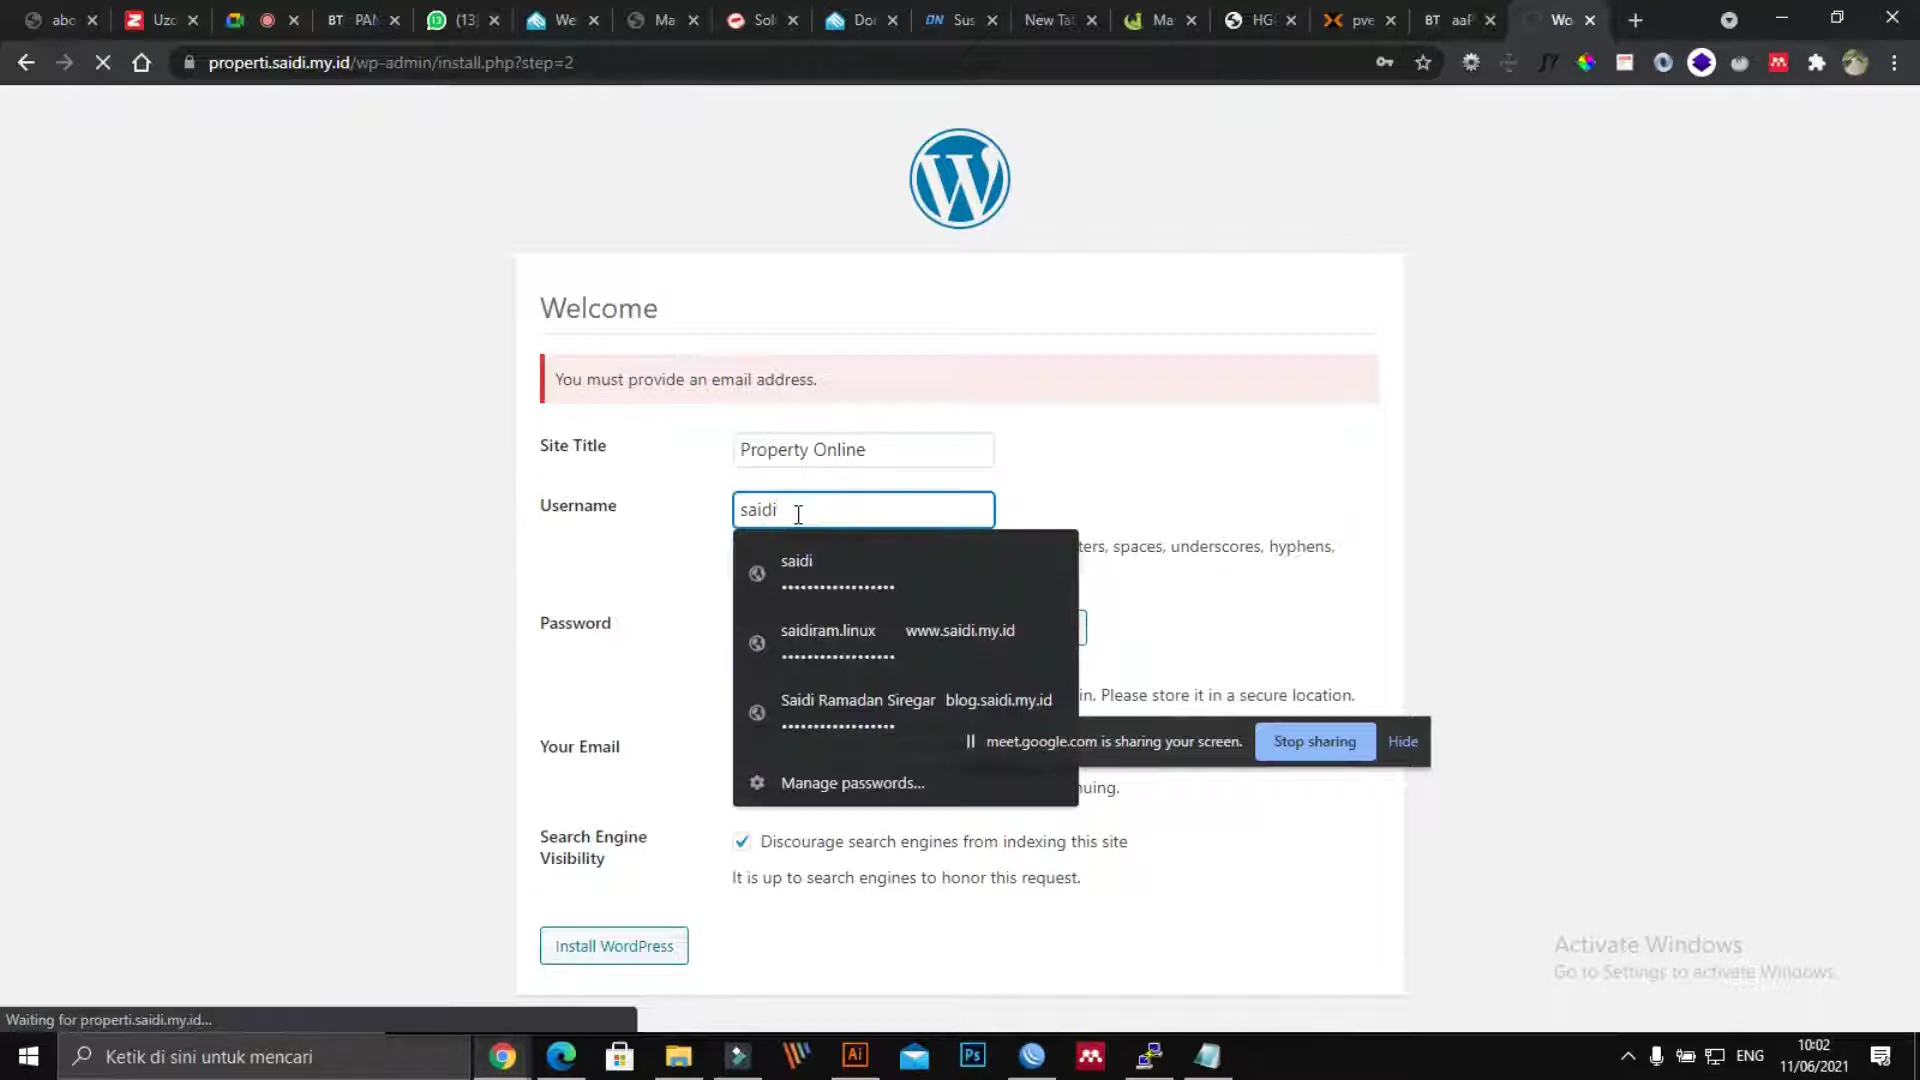 abc
Uzc
BT PAN
(13)
We
Ma
Sol
Do
ON Sus
New Ta
Ma
HG
pve
BT aaP
Wo
properti.saidi.my.id/wp-admin/install.php?step=2
Welcome
You must provide an email address.
Site Title
Property Online
Username
saidi
ters, spaces, underscores, hyphens,
saidi
saidiram.linux www.saidi.my.id
Saidi Ramadan Siregar blog.saidi.my.id
Manage passwords...
Password
in. Please store it in a secure location.
Your Email
meet.google.com is sharing your screen.
Stop sharing
Hide
nuing.
Search Engine
Visibility
Discourage search engines from indexing this site
It is up to search engines to honor this request.
Install WordPress
Activate Windows
Go to Settings to activate Windows.
Waiting for properti.saidi.my.id...
Ketik di sini untuk mencari
Ai
Ps
ENG
10:02
11/06/2021